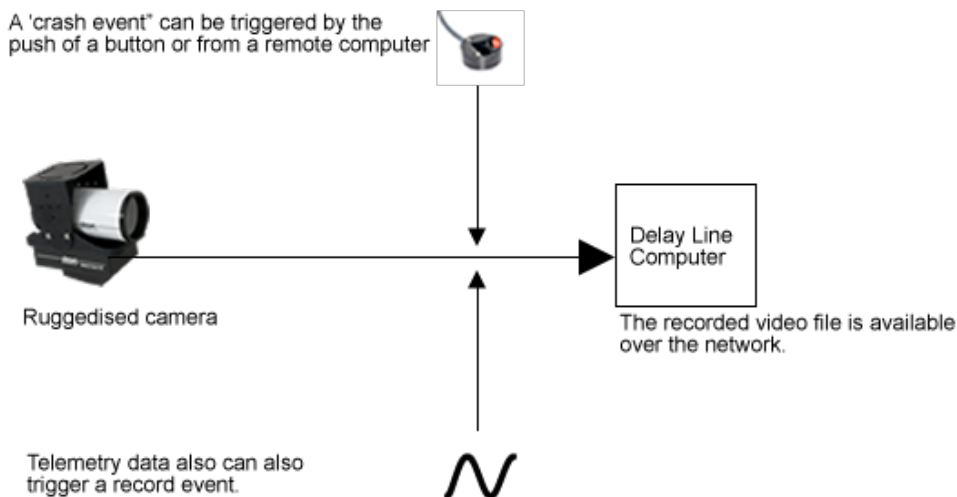 A 'crash event" can be triggered by the
push of a button or from a remote computer
Delay Line
Computer
Ruggedised camera
The recorded video file is available
over the network.
Telemetry data also can also
trigger a record event.